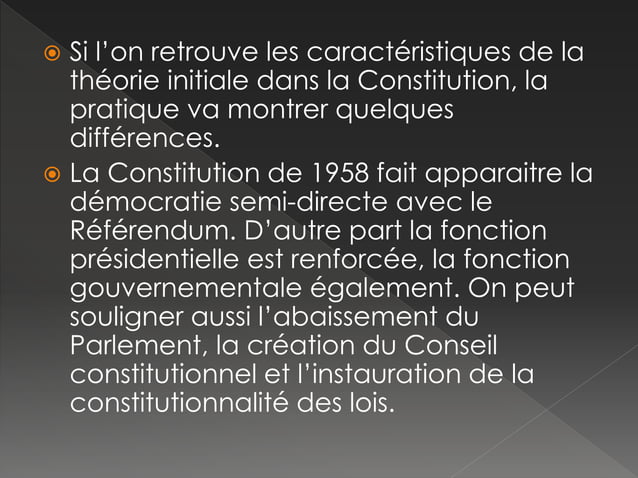 Si l’on retrouve les caractéristiques de la
théorie initiale dans la Constitution, la
pratique va montrer quelques
différences.
La Constitution de 1958 fait apparaitre la
démocratie semi-directe avec le
Référendum. D’autre part la fonction
présidentielle est renforcée, la fonction
gouvernementale également. On peut
souligner aussi l’abaissement du
Parlement, la création du Conseil
constitutionnel et l’instauration de la
constitutionnalité des lois.